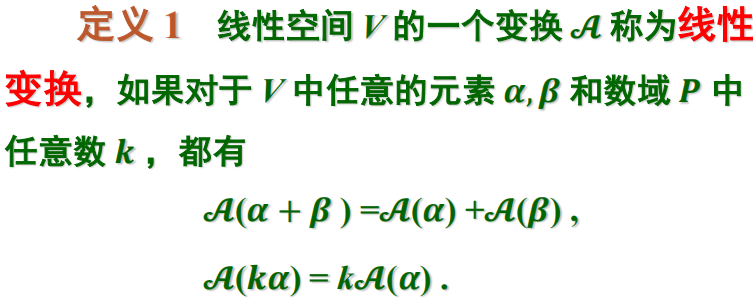 定义 1 线性空间 V 的一个变换 𝒜 称为线性
变换，如果对于 V 中任意的元素 α,β 和数域 P 中
任意数 k ，都有
𝒜(α + β ) =𝒜(α) +𝒜(β) ,
𝒜(kα) = k𝒜(α) .